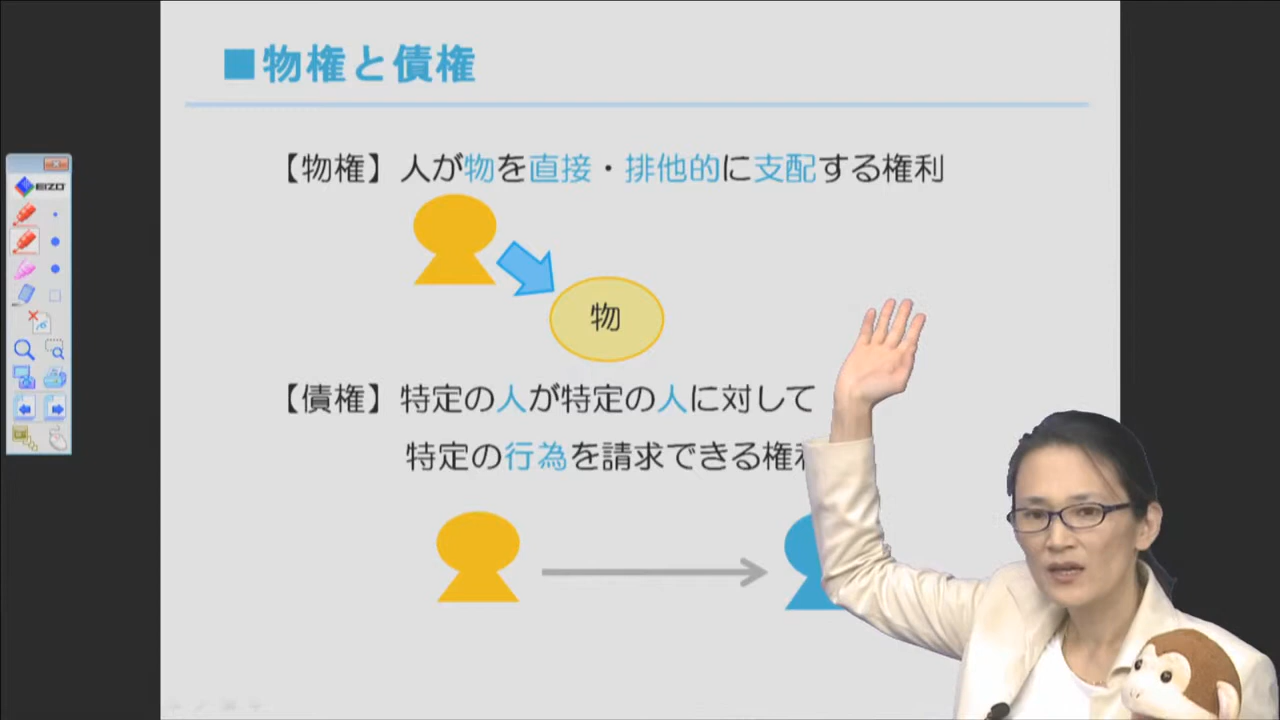 ■物権と債権
【物権】人が物を直接・排他的に支配する権利
物
【債権】特定の人が特定の人に対して
特定の行為を請求できる権
EIZO